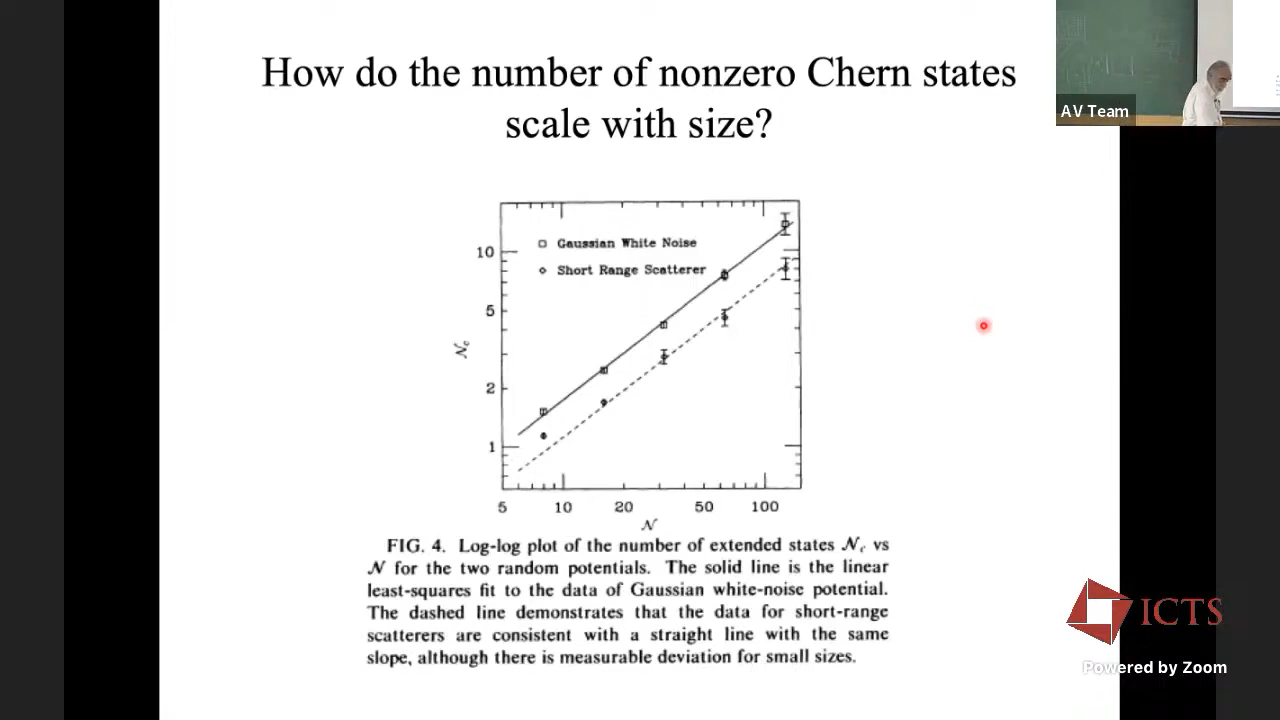 How do the number of nonzero Chern states
scale with size?
AV Team
Gaussian White Noise
Short Range Scatterer
10
5
2
1
𝒩c
5 10 20 50 100
𝒩
FIG. 4. Log-log plot of the number of extended states 𝒩c vs
𝒩 for the two random potentials. The solid line is the linear
least-squares fit to the data of Gaussian white-noise potential.
The dashed line demonstrates that the data for short-range
scatterers are consistent with a straight line with the same
slope, although there is measurable deviation for small sizes.
ICTS
Powered by Zoom